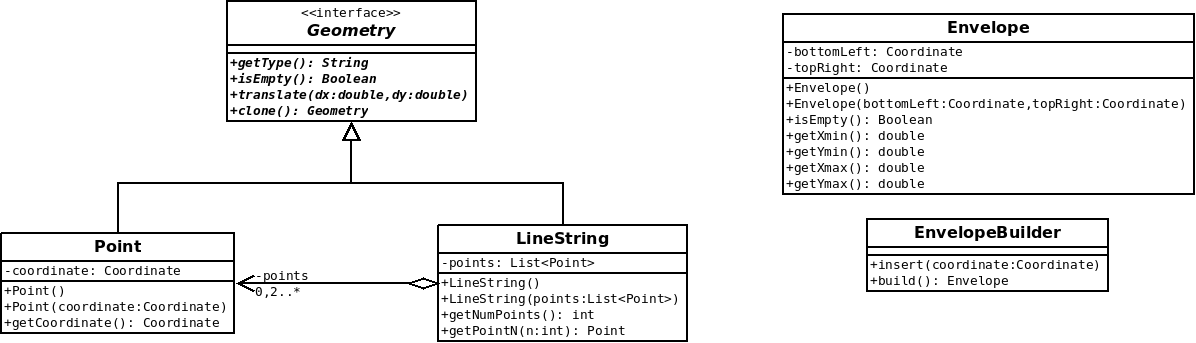 <<interface>>
Geometry
+getType(): String
+isEmpty(): Boolean
+translate(dx:double,dy:double)
+clone(): Geometry
Envelope
-bottomLeft: Coordinate
-topRight: Coordinate
+Envelope()
+Envelope(bottomLeft:Coordinate,topRight:Coordinate)
+isEmpty(): Boolean
+getXmin(): double
+getYmin(): double
+getXmax(): double
+getYmax(): double
Point
-coordinate: Coordinate
+Point()
+Point(coordinate:Coordinate)
+getCoordinate(): Coordinate
-points
0,2..*
LineString
-points: List<Point>
+LineString()
+LineString(points:List<Point>)
+getNumPoints(): int
+getPointN(n:int): Point
EnvelopeBuilder
+insert(coordinate:Coordinate)
+build(): Envelope